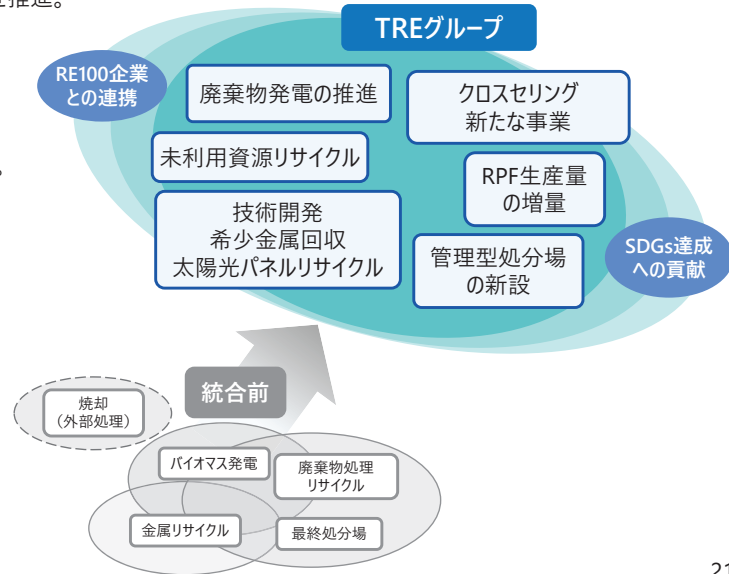 推進。
TREグループ
RE100企業
との連携
廃棄物発電の推進
クロスセリング
新たな事業
未利用資源リサイクル
。
RPF生産量
の増量
技術開発
希少金属回収
太陽光パネルリサイクル
管理型処分場
の新設
SDGs達成
への貢献
統合前
焼却
（外部処理）
バイオマス発電
廃棄物処理
リサイクル
金属リサイクル
最終処分場
21